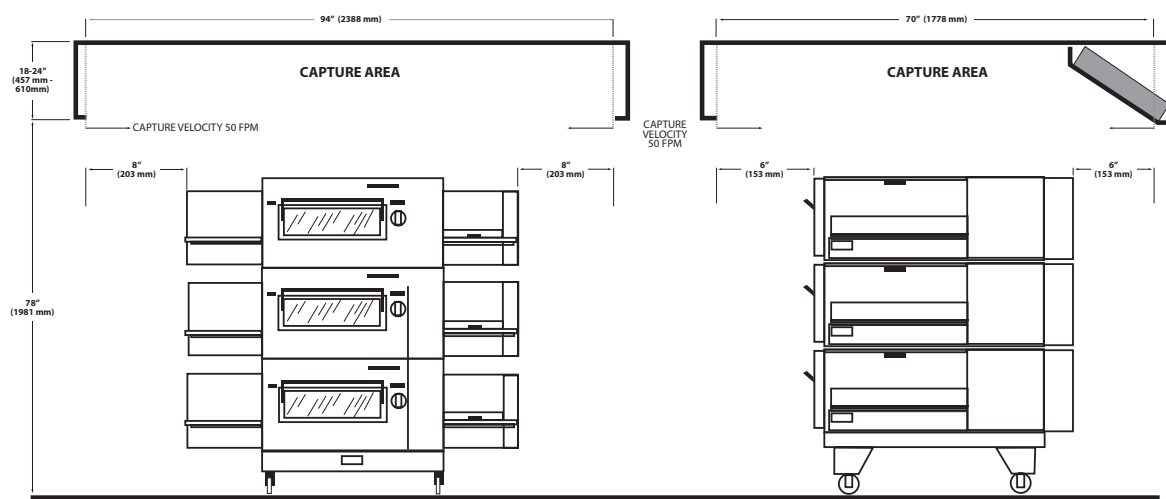 94” (2388 mm)
70” (1778 mm)
18-24”
(457 mm -
610mm)
CAPTURE AREA
CAPTURE AREA
CAPTURE VELOCITY 50 FPM
CAPTURE
VELOCITY
50 FPM
8”
(203 mm)
8”
(203 mm)
6”
(153 mm)
6”
(153 mm)
78”
(1981 mm)